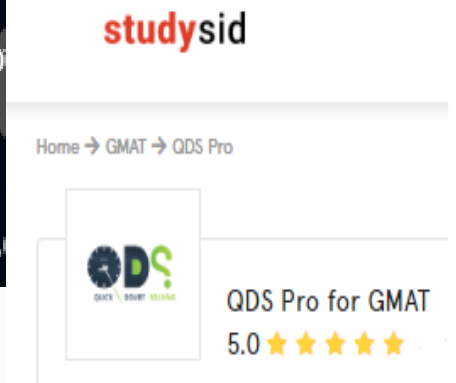 studysid
Home → GMAT → QDS Pro
QDS
QUICK DOUBT SOLVING
QDS Pro for GMAT
5.0